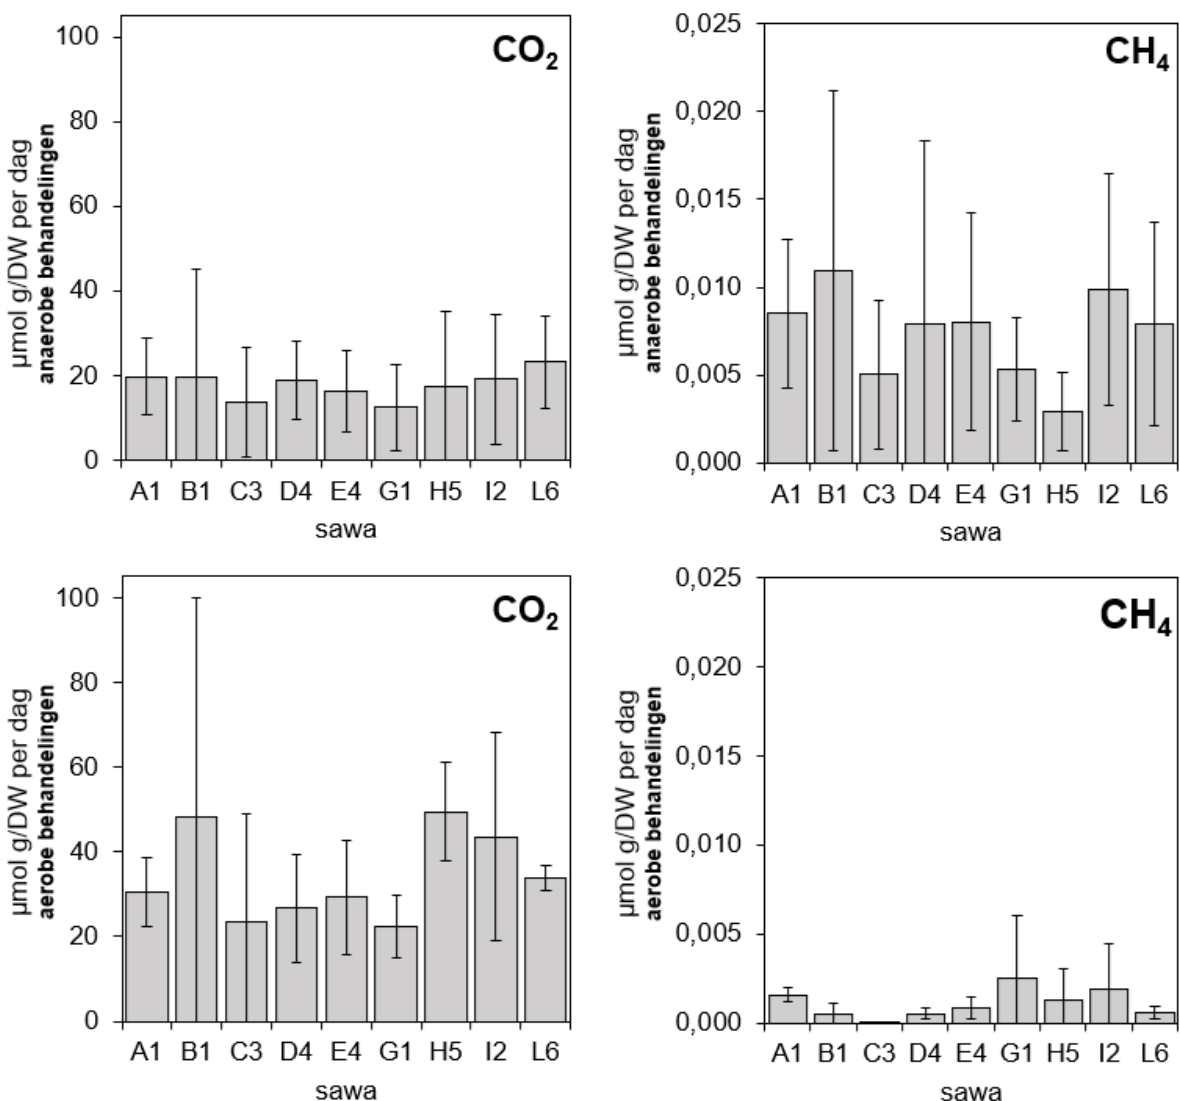 CO₂
100
80
60
40
20
0
µmol g/DW per dag
anaerobe behandelingen
A1 B1 C3 D4 E4 G1 H5 I2 L6
sawa
CH₄
0,025
0,020
0,015
0,010
0,005
0,000
µmol g/DW per dag
anaerobe behandelingen
A1 B1 C3 D4 E4 G1 H5 I2 L6
sawa
CO₂
100
80
60
40
20
0
µmol g/DW per dag
aerobe behandelingen
A1 B1 C3 D4 E4 G1 H5 I2 L6
sawa
CH₄
0,025
0,020
0,015
0,010
0,005
0,000
µmol g/DW per dag
aerobe behandelingen
A1 B1 C3 D4 E4 G1 H5 I2 L6
sawa